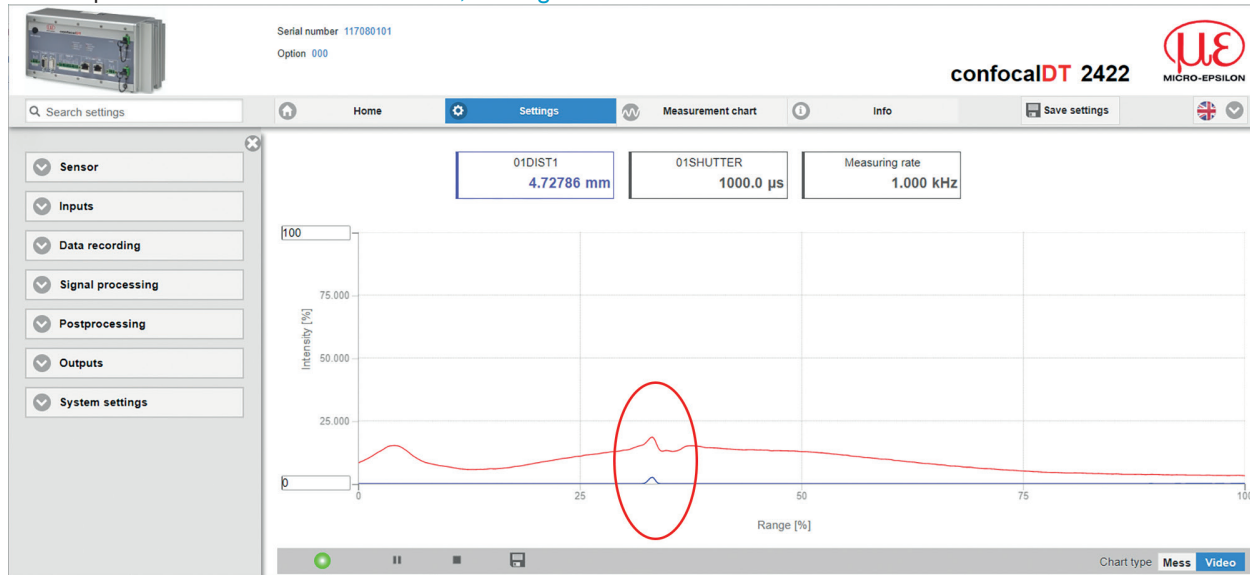 Serial number 117080101
Option 000
confocalDT 2422
με
MICRO-EPSILON
Search settings
Home
Settings
Measurement chart
Info
Save settings
Sensor
Inputs
Data recording
Signal processing
Postprocessing
Outputs
System settings
01DIST1
4.72786 mm
01SHUTTER
1000.0 µs
Measuring rate
1.000 kHz
100
75.000
50.000
25.000
0
Intensity [%]
0 25 50 75 100
Range [%]
Chart type Mess Video